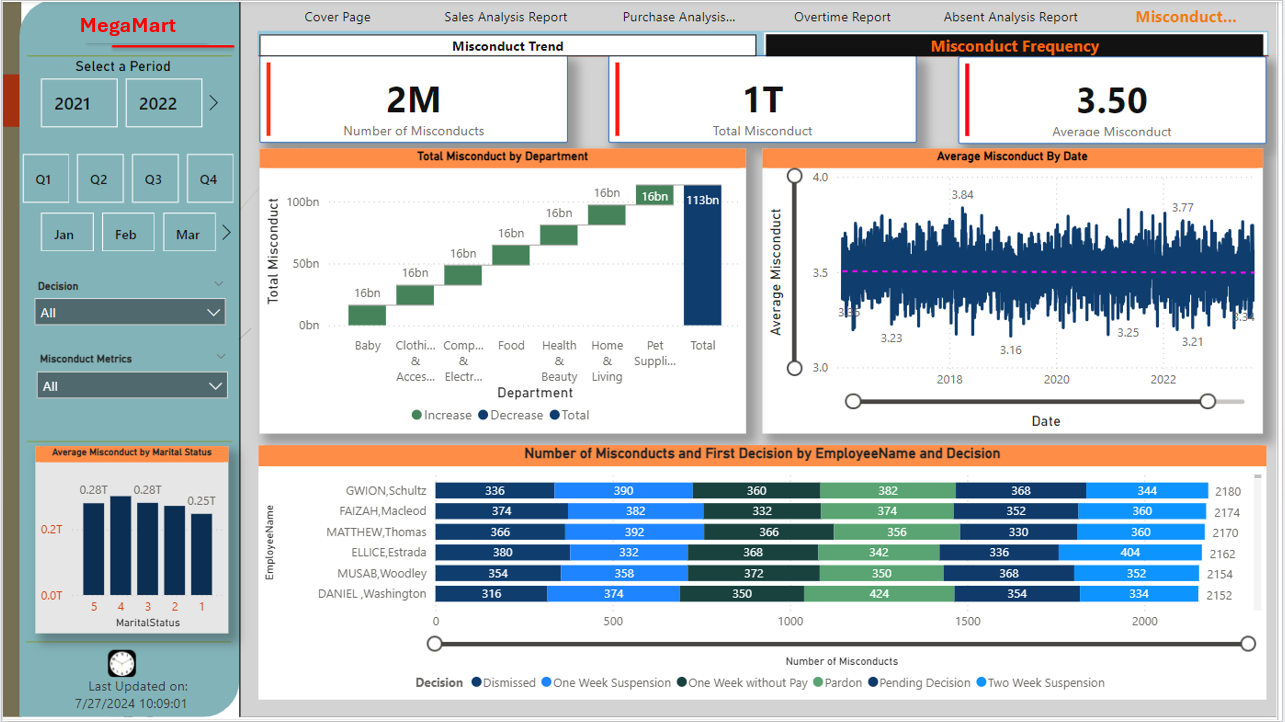 MegaMart
Cover Page
Sales Analysis Report
Purchase Analysis...
Overtime Report
Absent Analysis Report
Misconduct...
Select a Period
2021
2022
Q1
Q2
Q3
Q4
Jan
Feb
Mar
Decision
All
Misconduct Metrics
All
Average Misconduct by Marital Status
0.28T
0.28T
0.25T
0.2T
0.0T
5 4 3 2 1
MaritalStatus
Last Updated on:
7/27/2024 10:09:01
Misconduct Trend
Misconduct Frequency
2M
Number of Misconducts
1T
Total Misconduct
3.50
Average Misconduct
Total Misconduct by Department
Total Misconduct
100bn
50bn
0bn
16bn
16bn
16bn
16bn
16bn
16bn
16bn
113bn
Baby
Clothi...
&
Acces...
Comp...
&
Electr...
Food
Health
&
Beauty
Home
&
Living
Pet
Suppli...
Total
Department
Increase
Decrease
Total
Average Misconduct By Date
Average Misconduct
4.0
3.5
3.0
3.84
3.77
3.23
3.16
3.25
3.21
3.34
2018
2020
2022
Date
Number of Misconducts and First Decision by EmployeeName and Decision
EmployeeName
GWION,Schultz 336 390 360 382 368 344 2180
FAIZAH,Macleod 374 382 332 374 352 360 2174
MATTHEW,Thomas 366 392 366 356 330 360 2170
ELLICE,Estrada 380 332 368 342 336 404 2162
MUSAB,Woodley 354 358 372 350 368 352 2154
DANIEL ,Washington 316 374 350 424 354 334 2152
0 500 1000 1500 2000
Number of Misconducts
Decision Dismissed One Week Suspension One Week without Pay Pardon Pending Decision Two Week Suspension